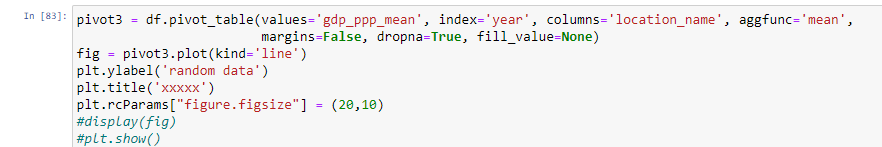 In [83]: pivot3 = df.pivot_table(values='gdp_ppp_mean', index='year', columns='location_name', aggfunc='mean',
                        margins=False, dropna=True, fill_value=None)
fig = pivot3.plot(kind='line')
plt.ylabel('random data')
plt.title('xxxxx')
plt.rcParams["figure.figsize"] = (20,10)
#display(fig)
#plt.show()